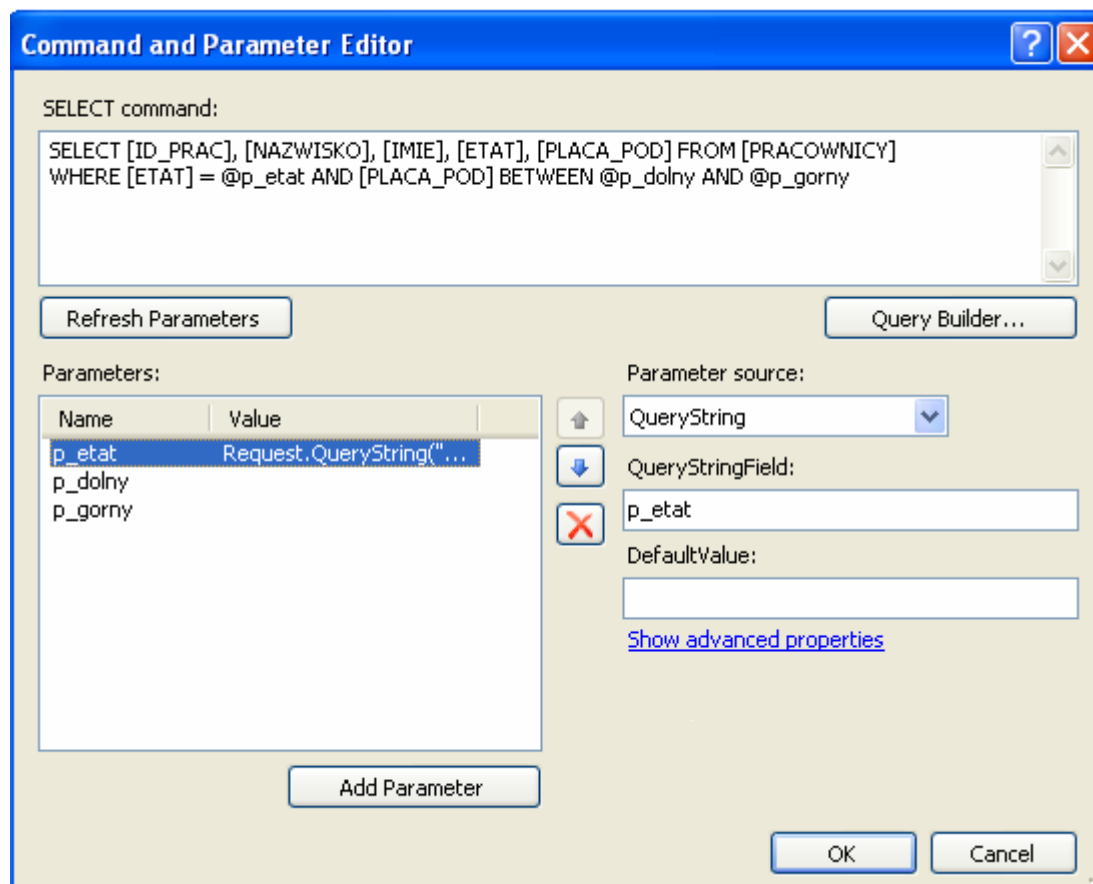 Command and Parameter Editor
SELECT command:
SELECT [ID_PRAC], [NAZWISKO], [IMIE], [ETAT], [PLACA_POD] FROM [PRACOWNICY]
WHERE [ETAT] = @p_etat AND [PLACA_POD] BETWEEN @p_dolny AND @p_gorny
Refresh Parameters
Query Builder...
Parameters:
Name Value
p_etat Request.QueryString("...
p_dolny
p_gorny
Add Parameter
Parameter source:
QueryString
QueryStringField:
p_etat
DefaultValue:
Show advanced properties
OK
Cancel